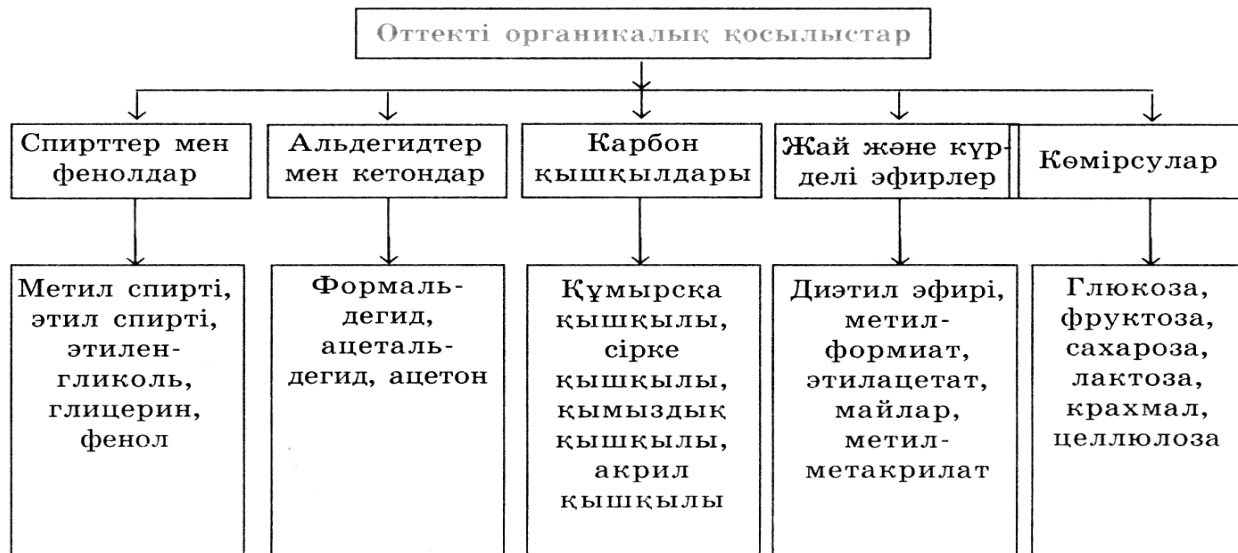 Оттекті органикалық қосылыстар
Спирттер мен
фенолдар
Альдегидтер
мен кетондар
Карбон
қышқылдары
Жай және күр-
делі эфирлер
Көмірсулар
Метил спирті,
этил спирті,
этилен-
гликоль,
глицерин,
фенол
Формаль-
дегид,
ацеталь-
дегид, ацетон
Құмырсқа
қышқылы,
сірке
қышқылы,
қымыздық
қышқылы,
акрил
қышқылы
Диэтил эфирі,
метил-
формиат,
этилацетат,
майлар,
метил-
метакрилат
Глюкоза,
фруктоза,
сахароза,
лактоза,
крахмал,
целлюлоза